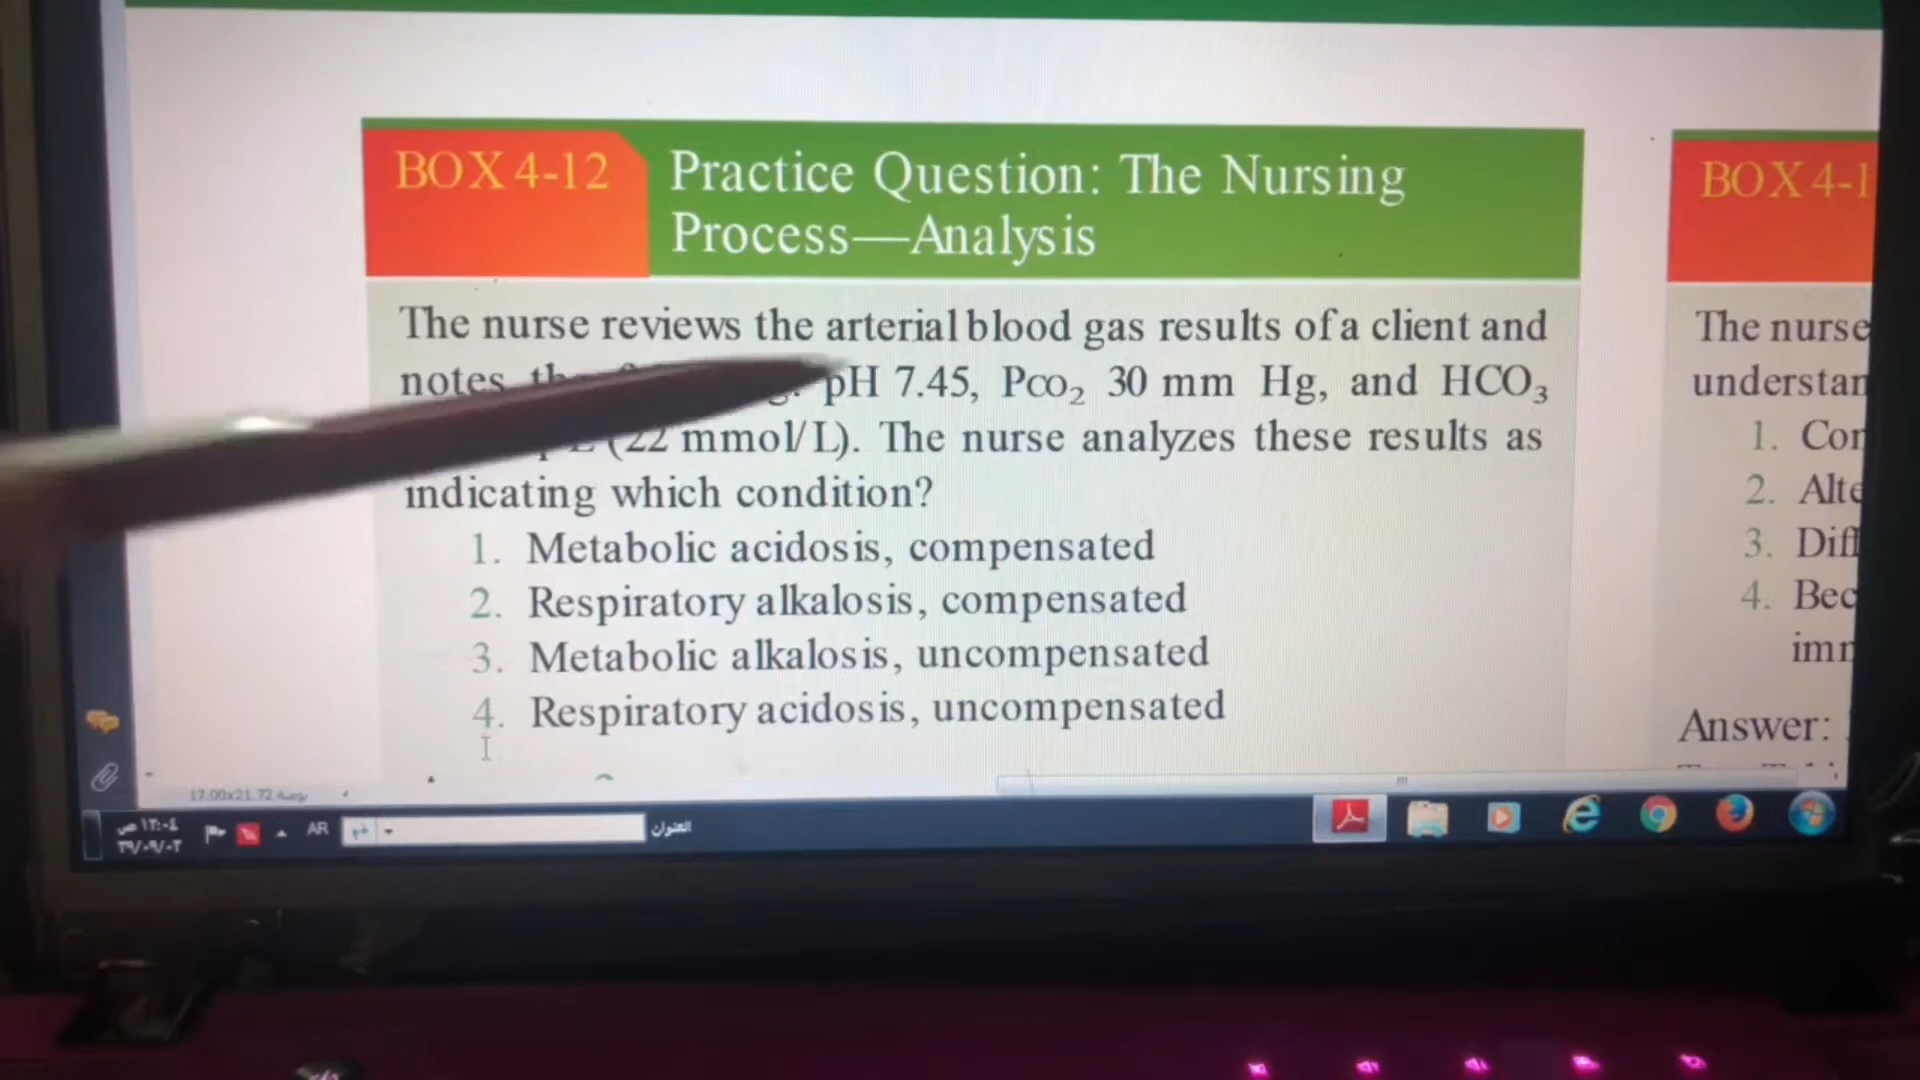 BOX 4-12
Practice Question: The Nursing
Process—Analysis
The nurse reviews the arterial blood gas results of a client and
notes pH 7.45, Pco₂ 30 mm Hg, and HCO₃
(22 mmol/L). The nurse analyzes these results as
indicating which condition?
1. Metabolic acidosis, compensated
2. Respiratory alkalosis, compensated
3. Metabolic alkalosis, uncompensated
4. Respiratory acidosis, uncompensated
BOX 4-1
The nurse
understan
1. Con
2. Alte
3. Diff
4. Bec
imm
Answer:
AR
العنوان